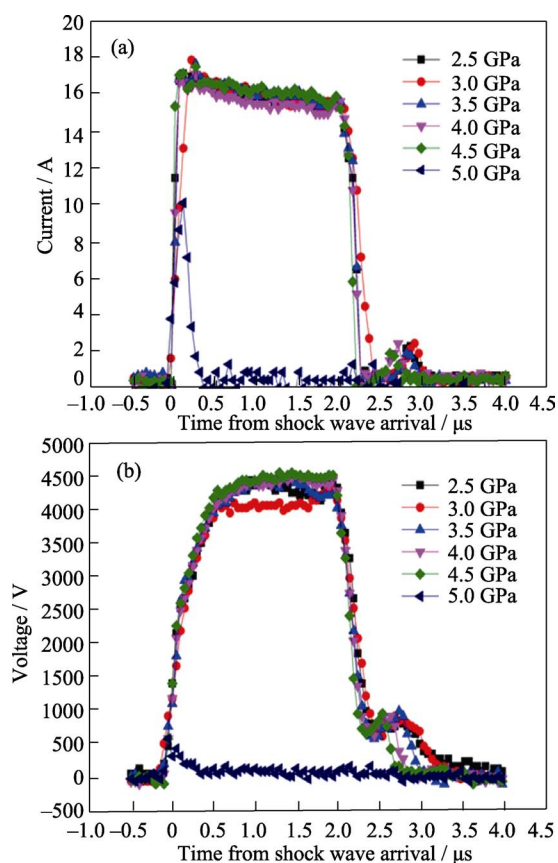 (a)
20
18
16
14
12
10
8
6
4
2
0
Current / A
2.5 GPa
3.0 GPa
3.5 GPa
4.0 GPa
4.5 GPa
5.0 GPa
–1.0 –0.5 0 0.5 1.0 1.5 2.0 2.5 3.0 3.5 4.0 4.5
Time from shock wave arrival / μs
(b)
5000
4500
4000
3500
3000
2500
2000
1500
1000
500
0
–500
Voltage / V
2.5 GPa
3.0 GPa
3.5 GPa
4.0 GPa
4.5 GPa
5.0 GPa
–1.0 –0.5 0 0.5 1.0 1.5 2.0 2.5 3.0 3.5 4.0 4.5
Time from shock wave arrival / μs